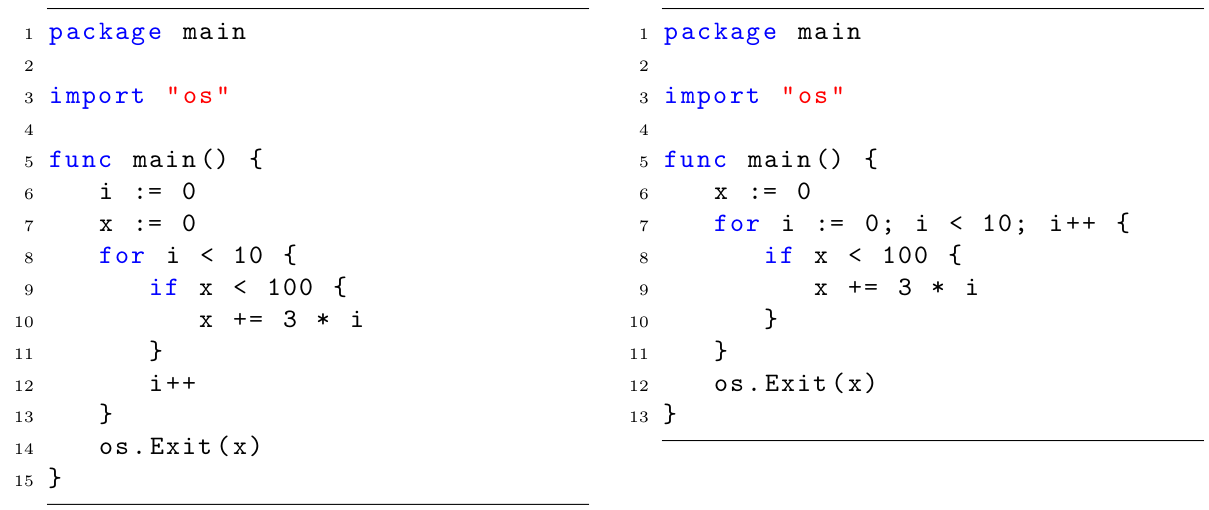 1 package main
2
3 import "os"
4
5 func main() {
6     i := 0
7     x := 0
8     for i < 10 {
9         if x < 100 {
10             x += 3 * i
11         }
12         i++
13     }
14     os.Exit(x)
15 }
1 package main
2
3 import "os"
4
5 func main() {
6     x := 0
7     for i := 0; i < 10; i++ {
8         if x < 100 {
9             x += 3 * i
10         }
11     }
12     os.Exit(x)
13 }